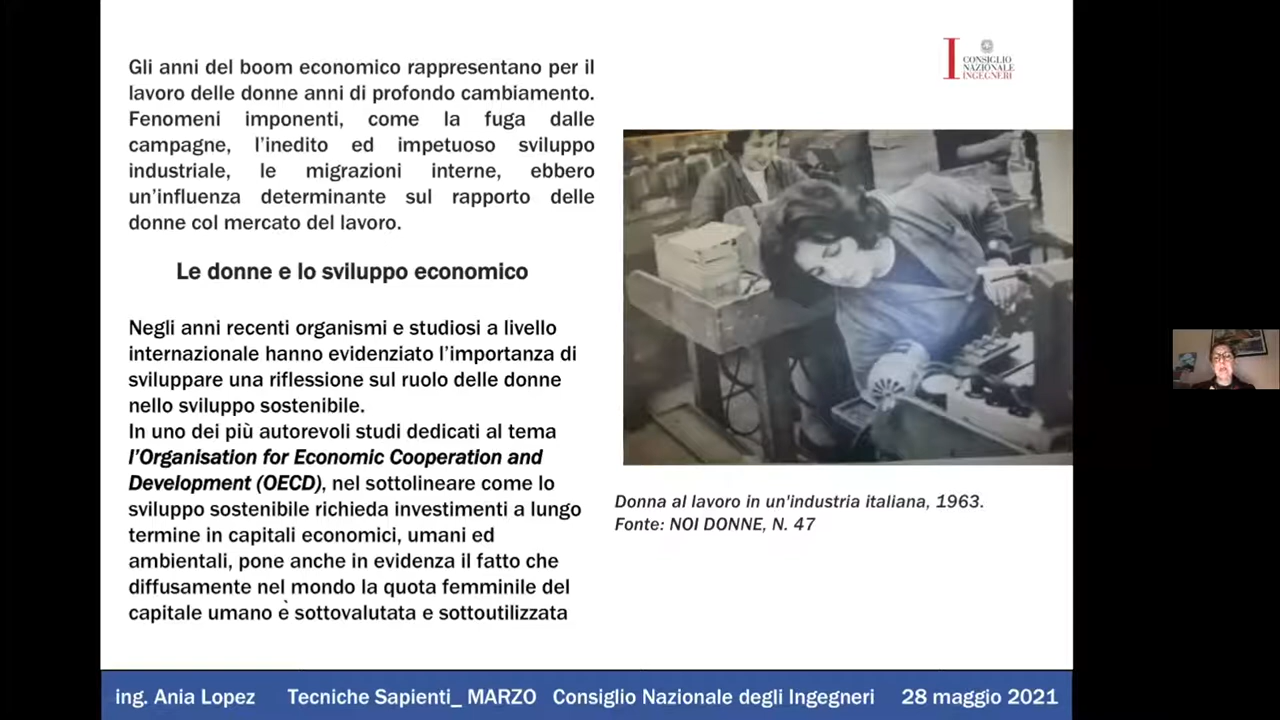 Gli anni del boom economico rappresentano per il
lavoro delle donne anni di profondo cambiamento.
Fenomeni imponenti, come la fuga dalle
campagne, l'inedito ed impetuoso sviluppo
industriale, le migrazioni interne, ebbero
un'influenza determinante sul rapporto delle
donne col mercato del lavoro.
Le donne e lo sviluppo economico
Negli anni recenti organismi e studiosi a livello
internazionale hanno evidenziato l'importanza di
sviluppare una riflessione sul ruolo delle donne
nello sviluppo sostenibile.
In uno dei più autorevoli studi dedicati al tema
l'Organisation for Economic Cooperation and
Development (OECD), nel sottolineare come lo
sviluppo sostenibile richieda investimenti a lungo
termine in capitali economici, umani ed
ambientali, pone anche in evidenza il fatto che
diffusamente nel mondo la quota femminile del
capitale umano è sottovalutata e sottoutilizzata
CONSIGLIO
NAZIONALE
INGEGNERI
Donna al lavoro in un'industria italiana, 1963.
Fonte: NOI DONNE, N. 47
ing. Ania Lopez Tecniche Sapienti_ MARZO Consiglio Nazionale degli Ingegneri 28 maggio 2021